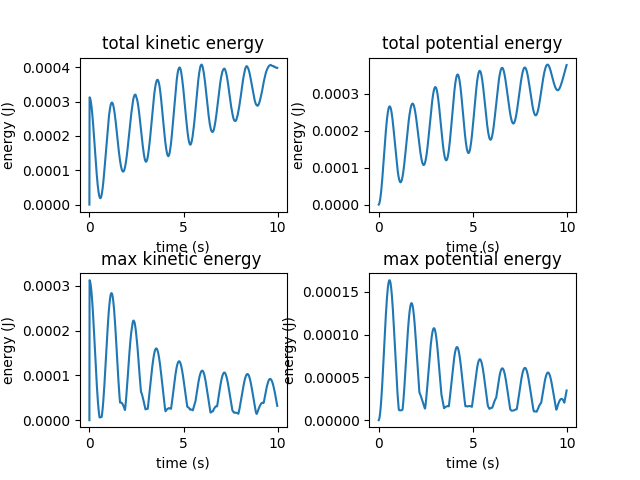 total kinetic energy
total potential energy
0.0004
0.0003
0.0002
0.0001
0.0000
energy (J)
0 5 10
time (s)
0.0003
0.0002
0.0001
0.0000
energy (J)
0 5 10
time (s)
max kinetic energy
max potential energy
0.0003
0.0002
0.0001
0.0000
energy (J)
0 5 10
time (s)
0.00015
0.00010
0.00005
0.00000
energy (J)
0 5 10
time (s)